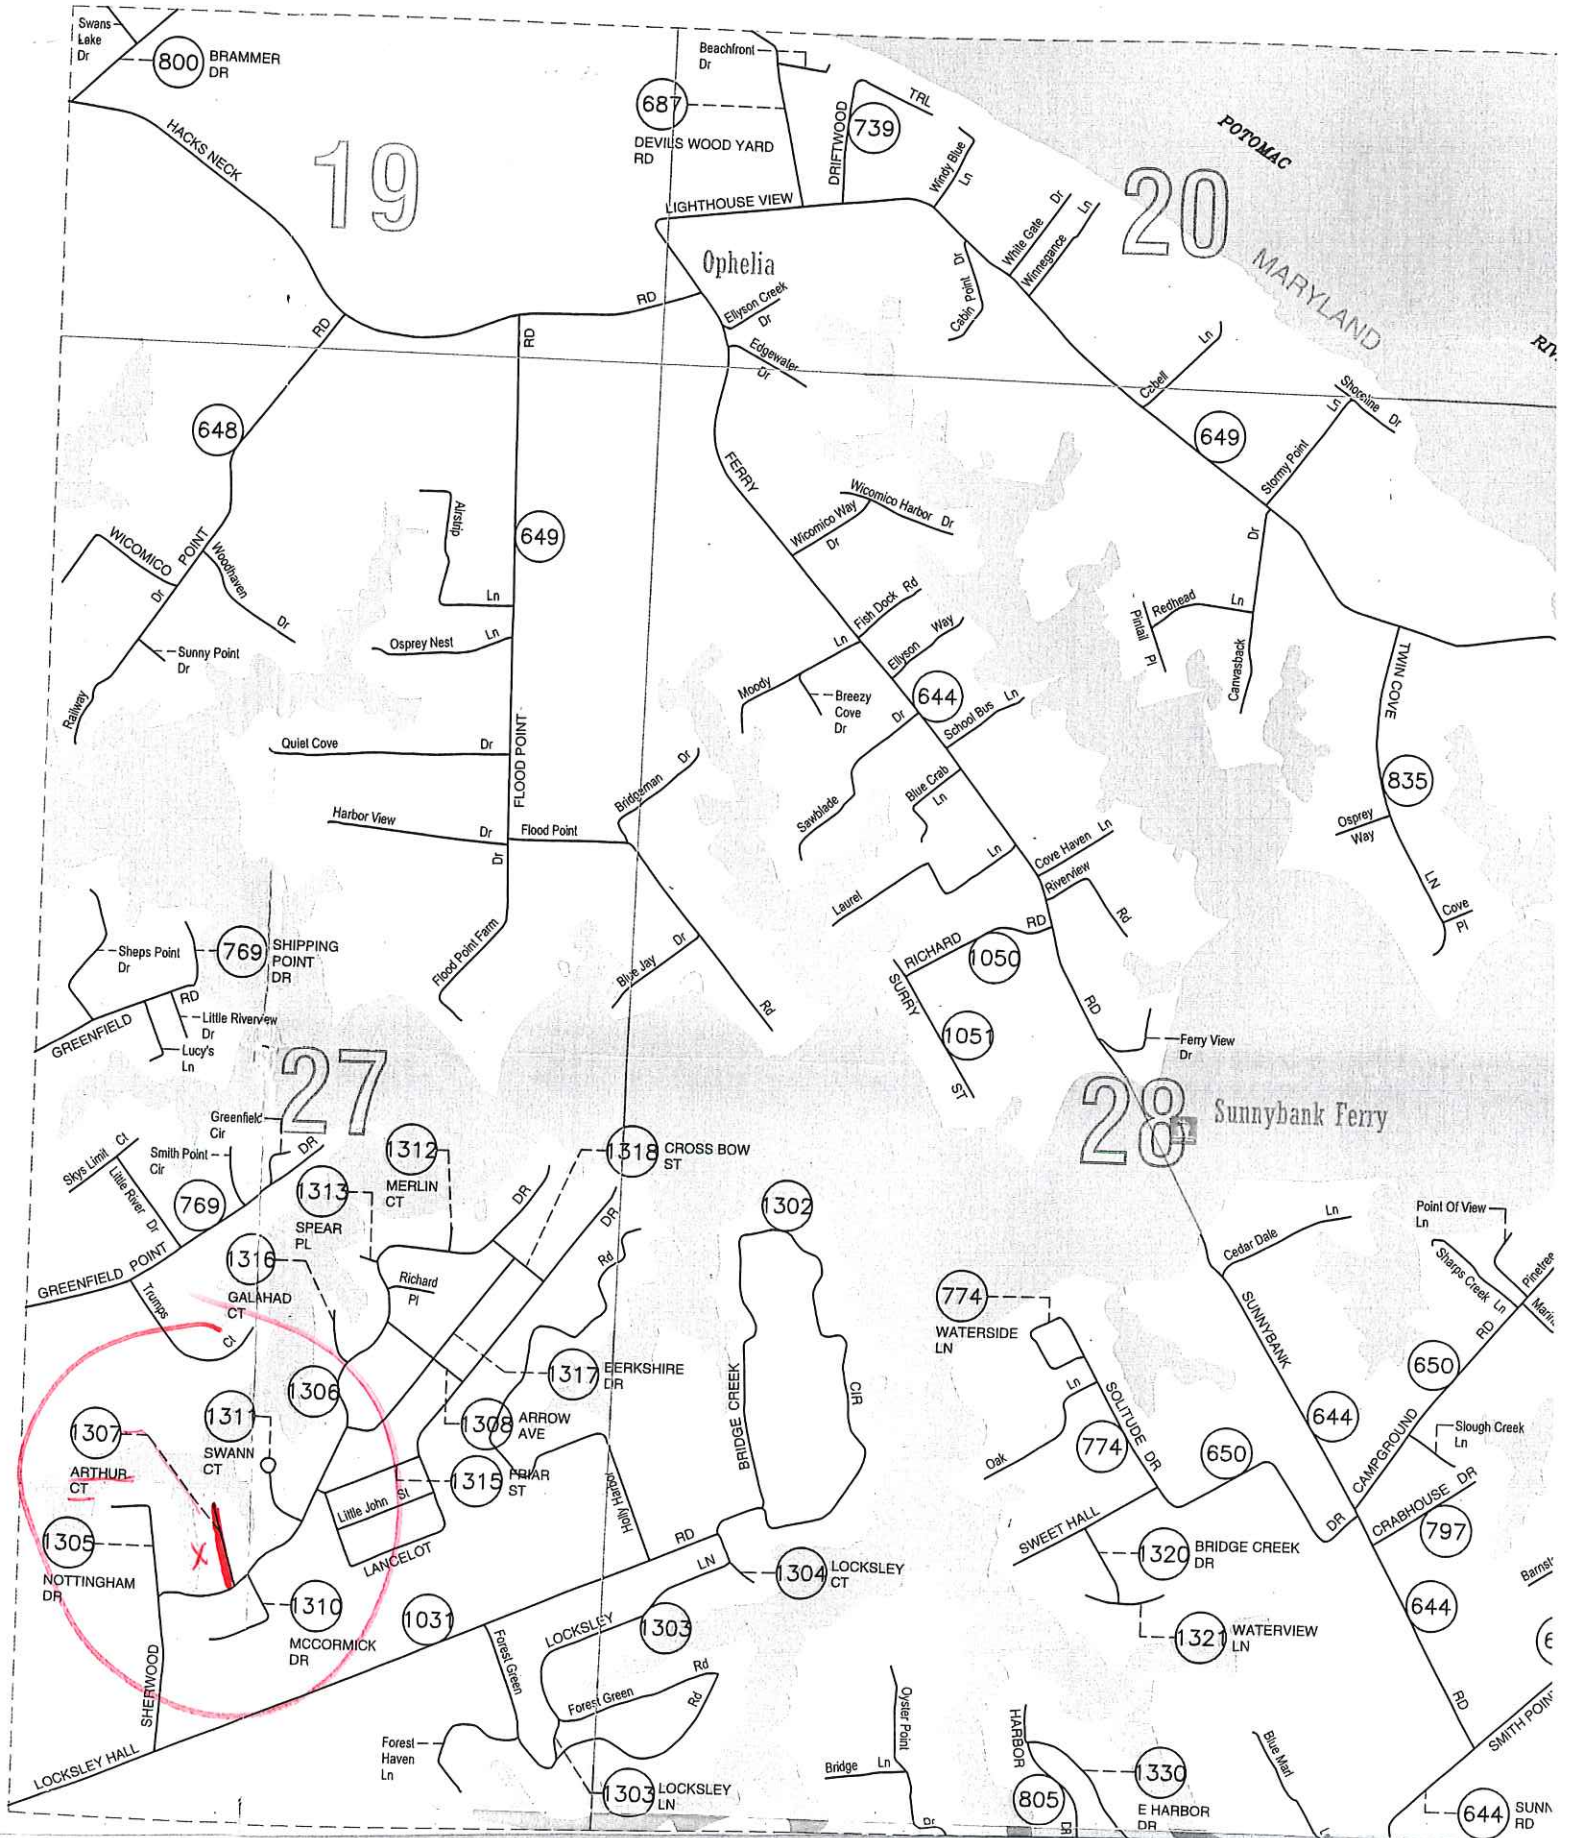 Swans
Lake
Dr
800 BRAMMER
DR
HACKS NECK
RD
19
Beachfront
Dr
687
DEVILS WOOD YARD
RD
DRIFTWOOD
TRL
739
Windy Blue
Ln
LIGHTHOUSE VIEW
20
POTOMAC
MARYLAND
White Gate Dr
Winnegance Ln
Cabin Point Dr
Ophelia
Ellyson Creek
Dr
Edgewater
Dr
RD
RD
Cabell Ln
Shoreline Dr
Ln
Stormy Point
649
648
WICOMICO
Dr
POINT
Woodhaven
Dr
Sunny Point
Dr
Railway
Airstrip
Ln
649
Osprey Nest Ln
FERRY
Wicomico Way
Dr
Wicomico Harbor Dr
Fish Dock Rd
Ellyson Way
Moody Ln
Breezy
Cove
Dr
644
School Bus Ln
Sawblade Dr
Blue Crab
Ln
Dr
Redhead Ln
Pintail Pl
Canvasback
TWIN COVE
835
Osprey
Way
LN
Cove
Pl
Quiet Cove Dr
FLOOD POINT
Bridgeman Dr
Harbor View Dr
Flood Point
Dr
Flood Point Farm
Blue Jay Dr
Rd
Laurel Ln
Cove Haven Ln
Riverview
Rd
RICHARD RD
1050
SURRY
1051
ST
RD
Ferry View
Dr
Sheps Point
Dr
769 SHIPPING
POINT
DR
RD
GREENFIELD
Little Riverview
Dr
Lucy's
Ln
27
28
Sunnybank Ferry
Greenfield
Cir
Smith Point
Cir
DR
Skys Limit Ct
Little River Dr
769
GREENFIELD POINT
Trumps
Ct
1312
MERLIN
CT
1313
SPEAR
PL
1316
GALAHAD
CT
1318 CROSS BOW
ST
DR
DR
Rd
Richard
Pl
1302
BRIDGE CREEK
CIR
1317 BERKSHIRE
DR
1306
1308 ARROW
AVE
1315 FRIAR
ST
1307
ARTHUR
CT
1311
SWANN
CT
X
1305
NOTTINGHAM
DR
Little John St
LANCELOT
Holly Harbor
RD
LN
1304 LOCKSLEY
CT
1310
MCCORMICK
DR
1031
LOCKSLEY
1303
SHERWOOD
LOCKSLEY HALL
Forest Green
Forest Green
Rd
Rd
Forest
Haven
Ln
1303 LOCKSLEY
LN
774
WATERSIDE
LN
Ln
Oak
774
SOLITUDE DR
650
SWEET HALL
1320 BRIDGE CREEK
DR
1321 WATERVIEW
LN
Cedar Dale Ln
Point Of View
Ln
Sharps Creek Ln
SUNNYBANK
RD
650
644
CAMPGROUND
Slough Creek
Ln
DR
CRABHOUSE DR
797
644
RD
Oyster Point
Bridge Ln
Dr
HARBOR
805
DR
1330
E HARBOR
DR
Blue Marl
644
RD